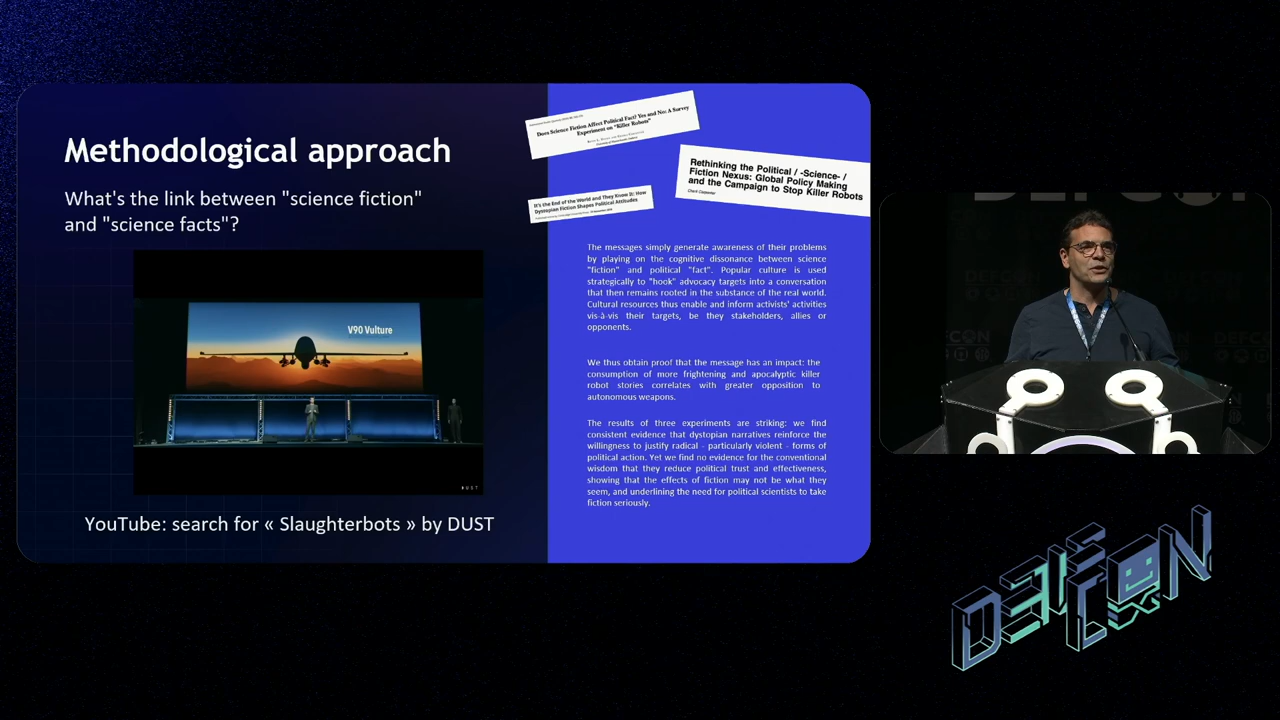 Methodological approach
What's the link between "science fiction"
and "science facts"?
V90 Vulture
DUST
YouTube: search for « Slaughterbots » by DUST
Does Science Fiction Affect Political Fact? Yes and No: A Survey
Experiment on "Killer Robots"
Rethinking the Political / -Science- /
Fiction Nexus: Global Policy Making
and the Campaign to Stop Killer Robots
Charli Carpenter
It's the End of the World and They Know It: How
Dystopian Fiction Shapes Political Attitudes
The messages simply generate awareness of their problems
by playing on the cognitive dissonance between science
"fiction" and political "fact". Popular culture is used
strategically to "hook" advocacy targets into a conversation
that then remains rooted in the substance of the real world.
Cultural resources thus enable and inform activists' activities
vis-à-vis their targets, be they stakeholders, allies or
opponents.
We thus obtain proof that the message has an impact: the
consumption of more frightening and apocalyptic killer
robot stories correlates with greater opposition to
autonomous weapons.
The results of three experiments are striking: we find
consistent evidence that dystopian narratives reinforce the
willingness to justify radical - particularly violent - forms of
political action. Yet we find no evidence for the conventional
wisdom that they reduce political trust and effectiveness,
showing that the effects of fiction may not be what they
seem, and underlining the need for political scientists to take
fiction seriously.
DEFCON
DEFCON
DEF
CON